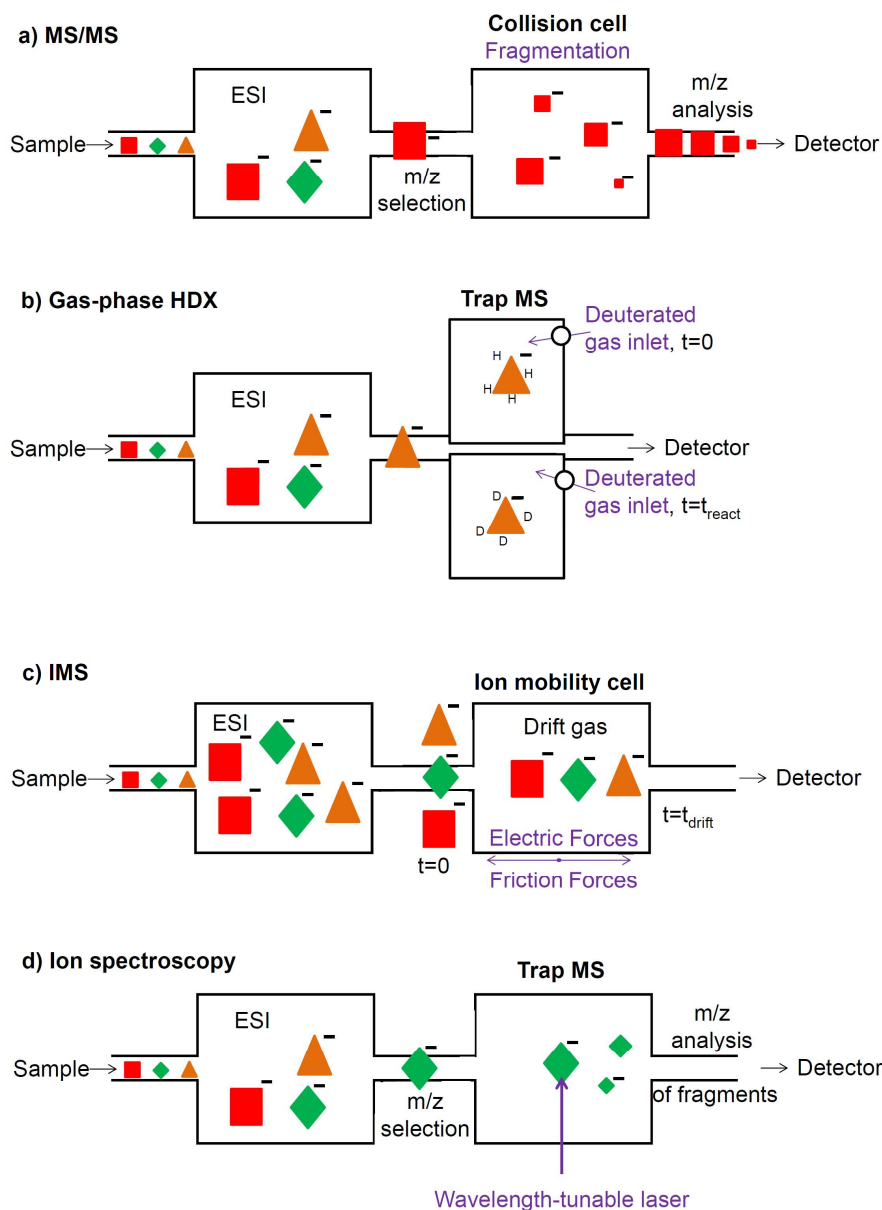 a) MS/MS
Collision cell
Fragmentation
ESI
m/z
analysis
Sample
Detector
m/z
selection
b) Gas-phase HDX
Trap MS
Deuterated
gas inlet, t=0
H
H
H
H
ESI
Sample
Detector
Deuterated
gas inlet, t=treact
D
D
D
D
c) IMS
Ion mobility cell
ESI
Drift gas
Sample
Detector
t=tdrift
Electric Forces
t=0
Friction Forces
d) Ion spectroscopy
Trap MS
ESI
m/z
analysis
Sample
Detector
of fragments
m/z
selection
Wavelength-tunable laser